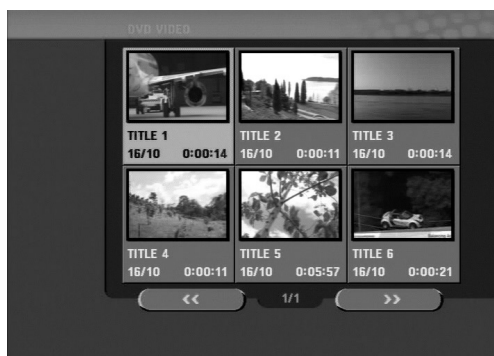 DVD VIDEO
TITLE 1
16/10 0:00:14
TITLE 2
16/10 0:00:11
TITLE 3
16/10 0:00:14
TITLE 4
16/10 0:00:11
TITLE 5
16/10 0:05:57
TITLE 6
16/10 0:00:21
<< 1/1 >>